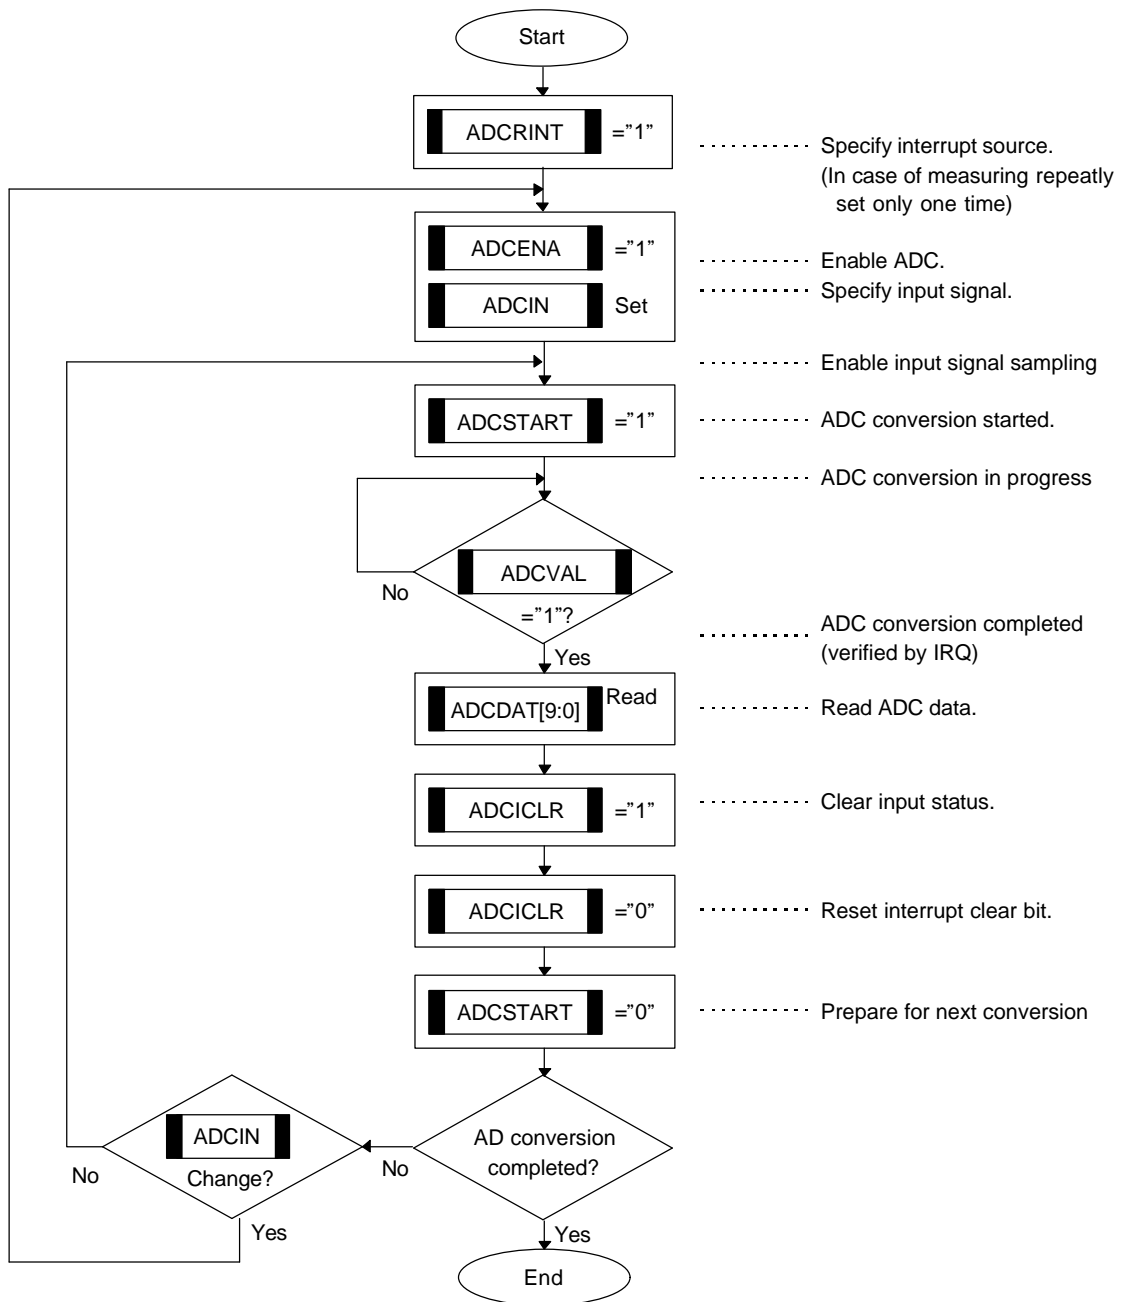 Start
ADCRINT =”1”
Specify interrupt source.
(In case of measuring repeatly
set only one time)
ADCENA =”1”
Enable ADC.
ADCIN Set
Specify input signal.
Enable input signal sampling
ADCSTART =”1”
ADC conversion started.
ADC conversion in progress
ADCVAL
No
=”1”?
ADC conversion completed
(verified by IRQ)
Yes
ADCDAT[9:0] Read
Read ADC data.
ADCICLR =”1”
Clear input status.
ADCICLR =”0”
Reset interrupt clear bit.
ADCSTART =”0”
Prepare for next conversion
ADCIN
Change?
No
Yes
AD conversion
completed?
No
Yes
End